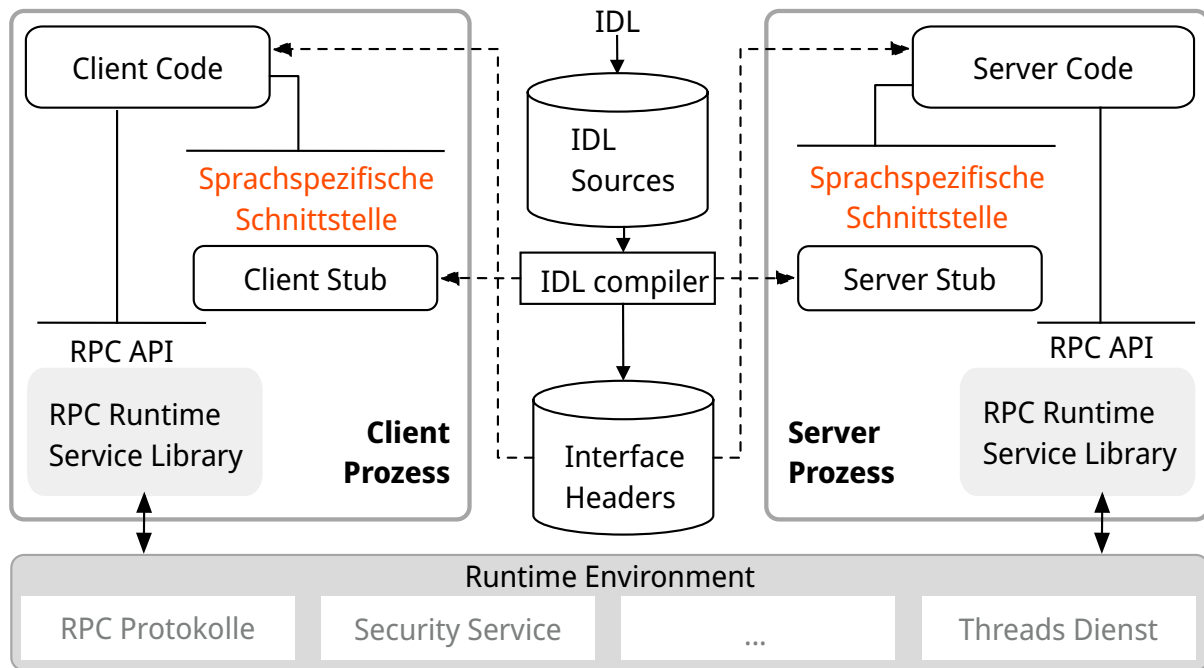 IDL
Client Code
Server Code
IDL
Sources
Sprachspezifische
Schnittstelle
Sprachspezifische
Schnittstelle
Client Stub
IDL compiler
Server Stub
RPC API
RPC API
RPC Runtime
Service Library
Client
Prozess
Interface
Headers
Server
Prozess
RPC Runtime
Service Library
Runtime Environment
RPC Protokolle
Security Service
...
Threads Dienst